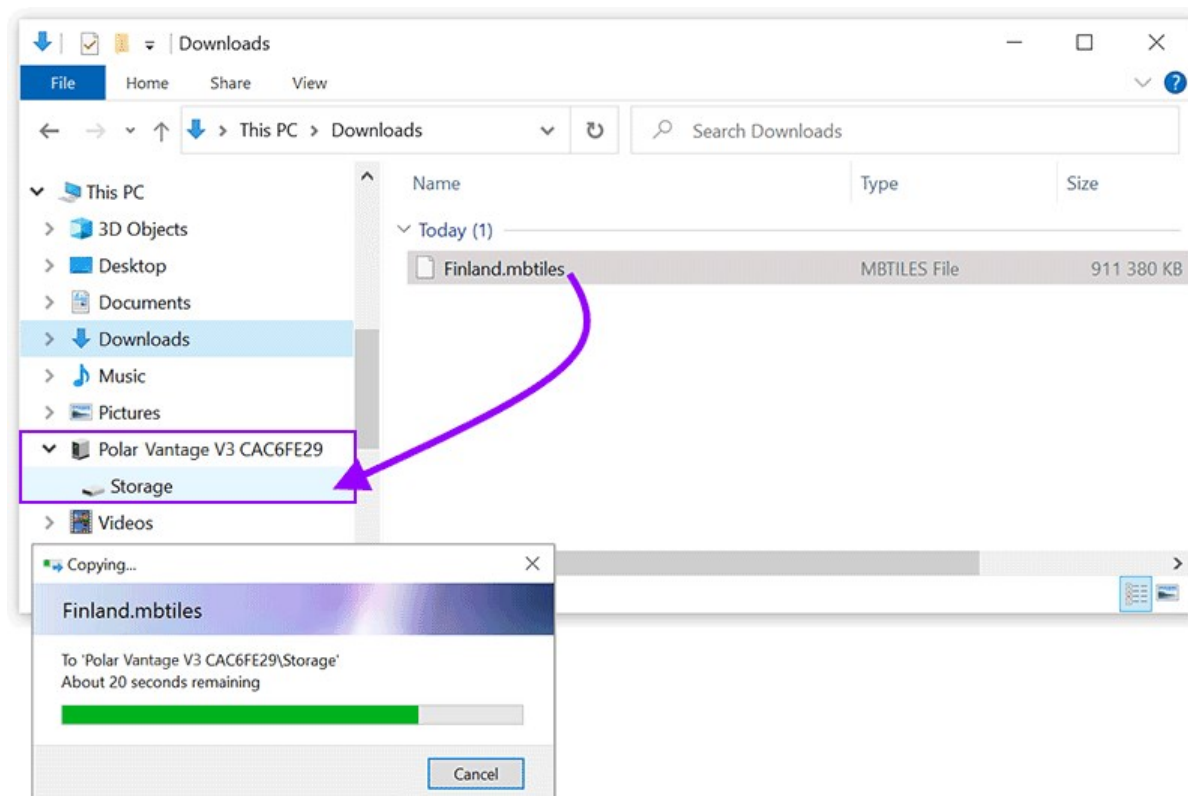 Downloads
File Home Share View
This PC > Downloads
Search Downloads
This PC
3D Objects
Desktop
Documents
Downloads
Music
Pictures
Polar Vantage V3 CAC6FE29
Storage
Videos
Name Type Size
Today (1)
Finland.mbtiles MBTILES File 911 380 KB
Copying...
Finland.mbtiles
To 'Polar Vantage V3 CAC6FE29\Storage'
About 20 seconds remaining
Cancel